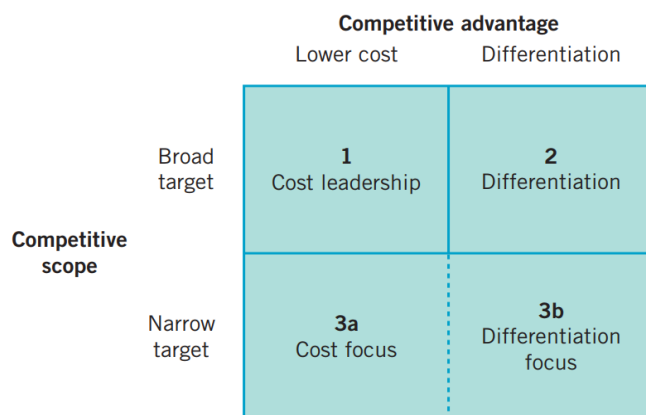 Competitive advantage
Lower cost Differentiation
Broad
target
1
Cost leadership
2
Differentiation
Competitive
scope
Narrow
target
3a
Cost focus
3b
Differentiation
focus